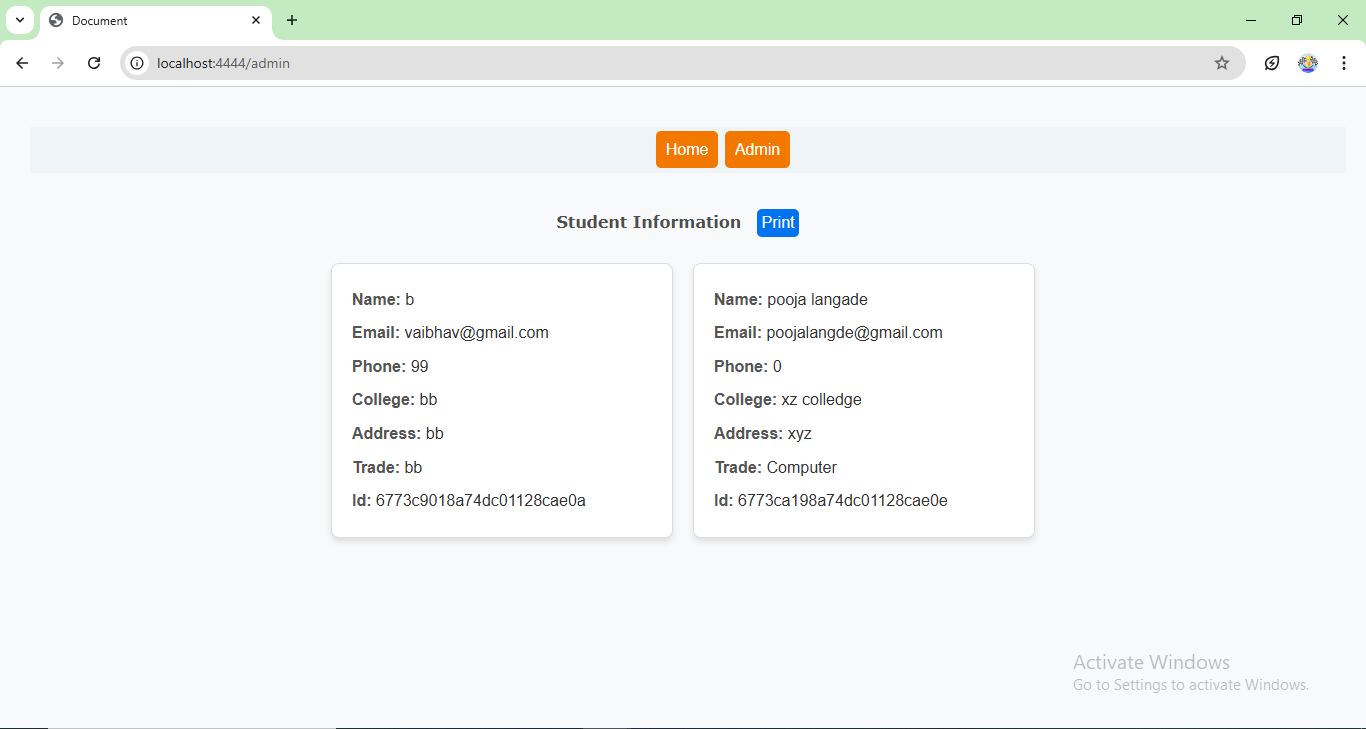 Document
localhost:4444/admin
Home Admin
Student Information Print
Name: b
Email: vaibhav@gmail.com
Phone: 99
College: bb
Address: bb
Trade: bb
Id: 6773c9018a74dc01128cae0a
Name: pooja langade
Email: poojalangde@gmail.com
Phone: 0
College: xz colledge
Address: xyz
Trade: Computer
Id: 6773ca198a74dc01128cae0e
Activate Windows
Go to Settings to activate Windows.